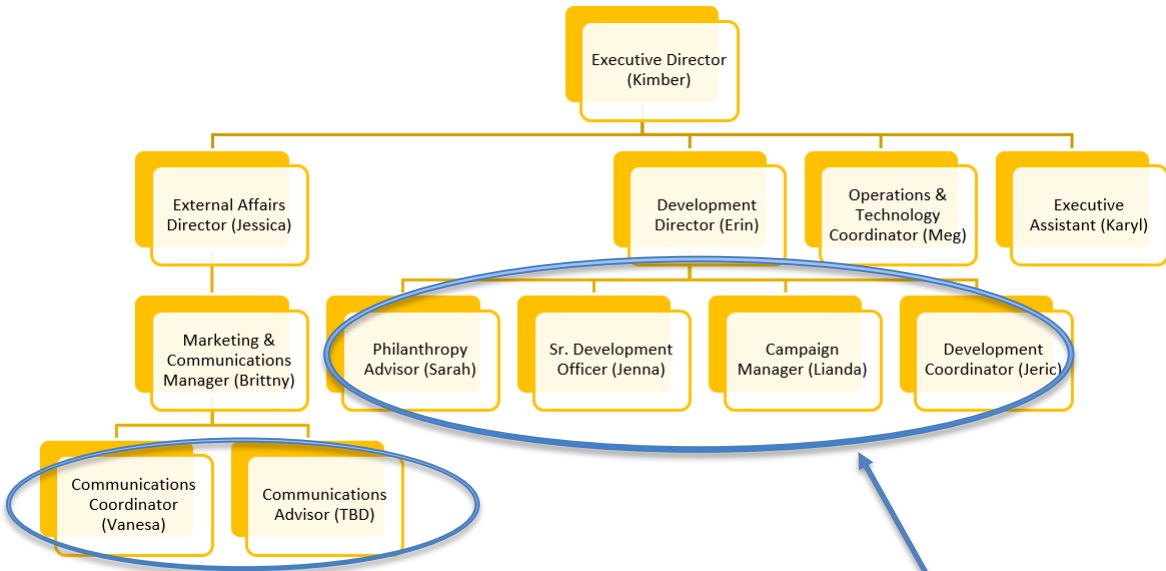 Executive Director
(Kimber)
External Affairs
Director (Jessica)
Development
Director (Erin)
Operations &
Technology
Coordinator (Meg)
Executive
Assistant (Karyl)
Marketing &
Communications
Manager (Brittny)
Philanthropy
Advisor (Sarah)
Sr. Development
Officer (Jenna)
Campaign
Manager (Lianda)
Development
Coordinator (Jeric)
Communications
Coordinator
(Vanesa)
Communications
Advisor (TBD)